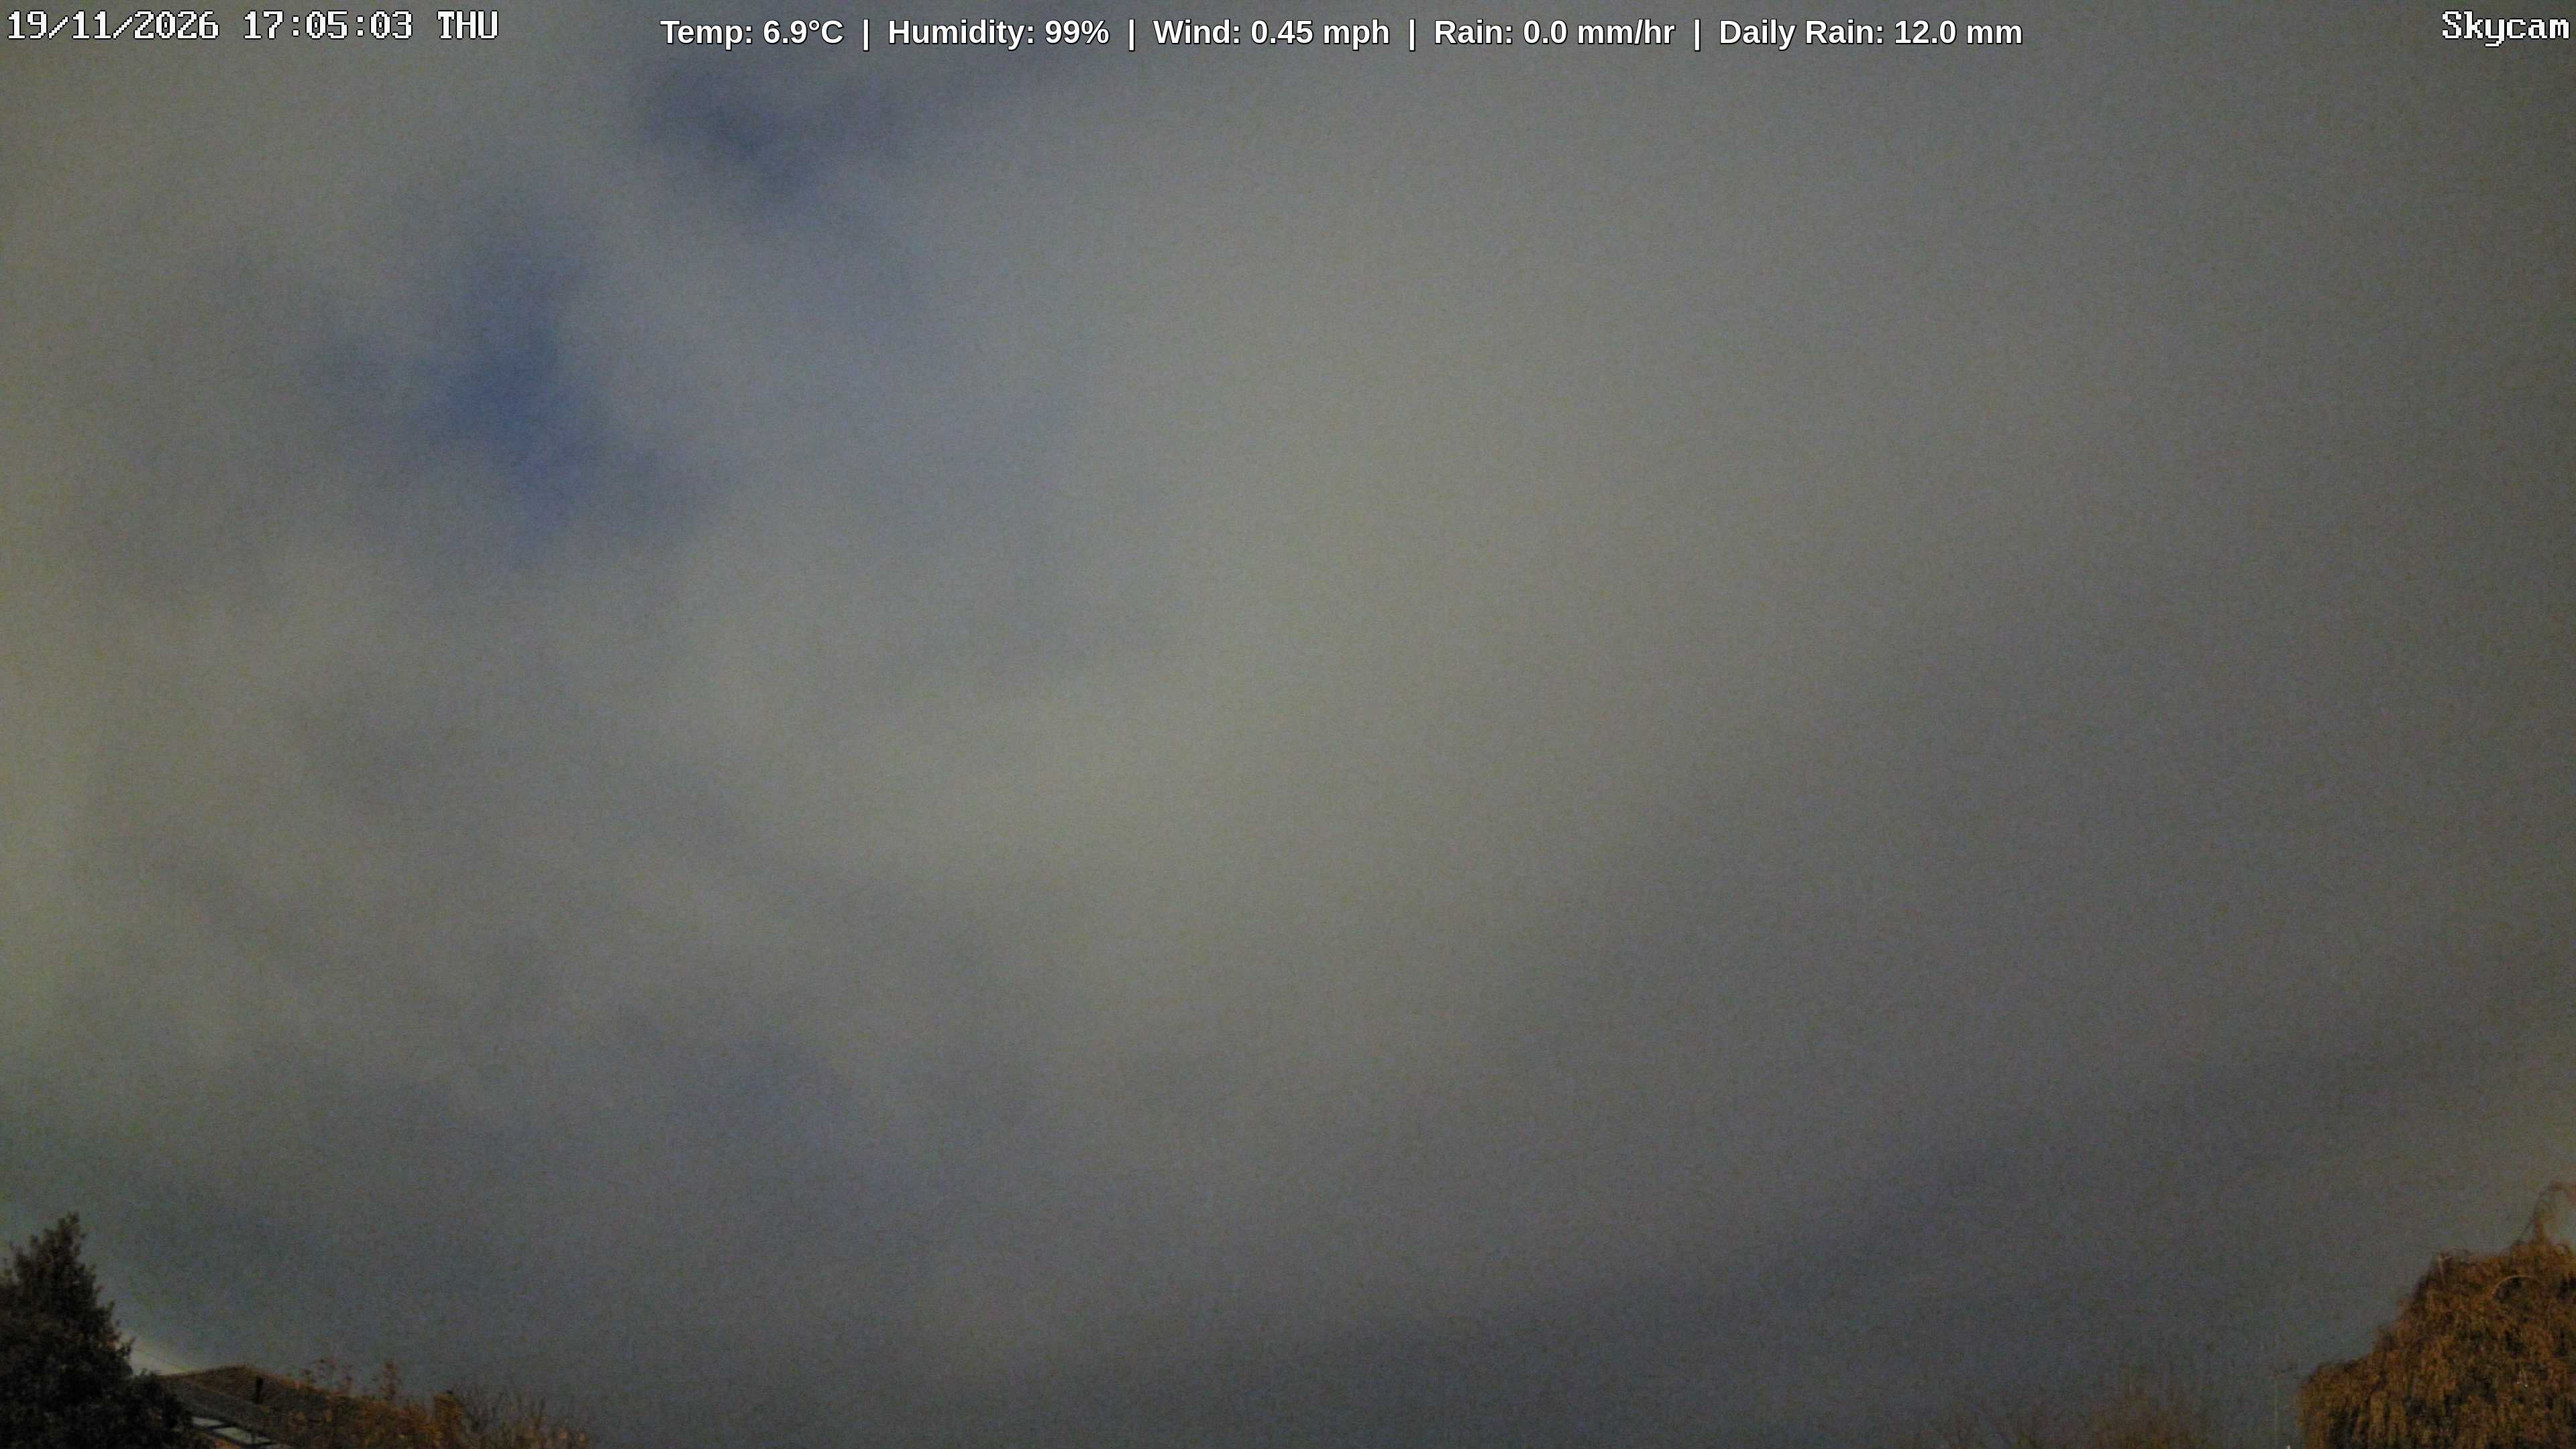 19/11/2026 17:05:03 THU
Temp: 6.9°C | Humidity: 99% | Wind: 0.45 mph | Rain: 0.0 mm/hr | Daily Rain: 12.0 mm
Skycam